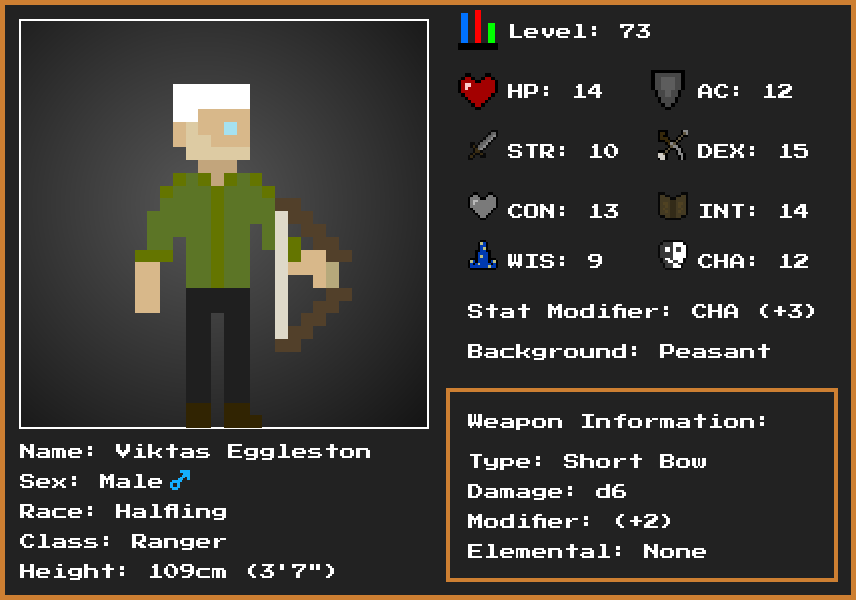 Level: 73
HP: 14 AC: 12
STR: 10 DEX: 15
CON: 13 INT: 14
WIS: 9 CHA: 12
Stat Modifier: CHA (+3)
Background: Peasant
Weapon Information:
Type: Short Bow
Damage: d6
Modifier: (+2)
Elemental: None
Name: Viktas Eggleston
Sex: Male ♂
Race: Halfling
Class: Ranger
Height: 109cm (3'7")